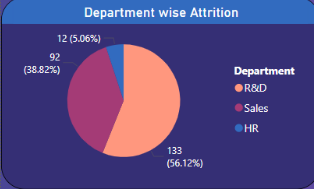 Department wise Attrition
12 (5.06%)
92
(38.82%)
Department
R&D
Sales
HR
133
(56.12%)